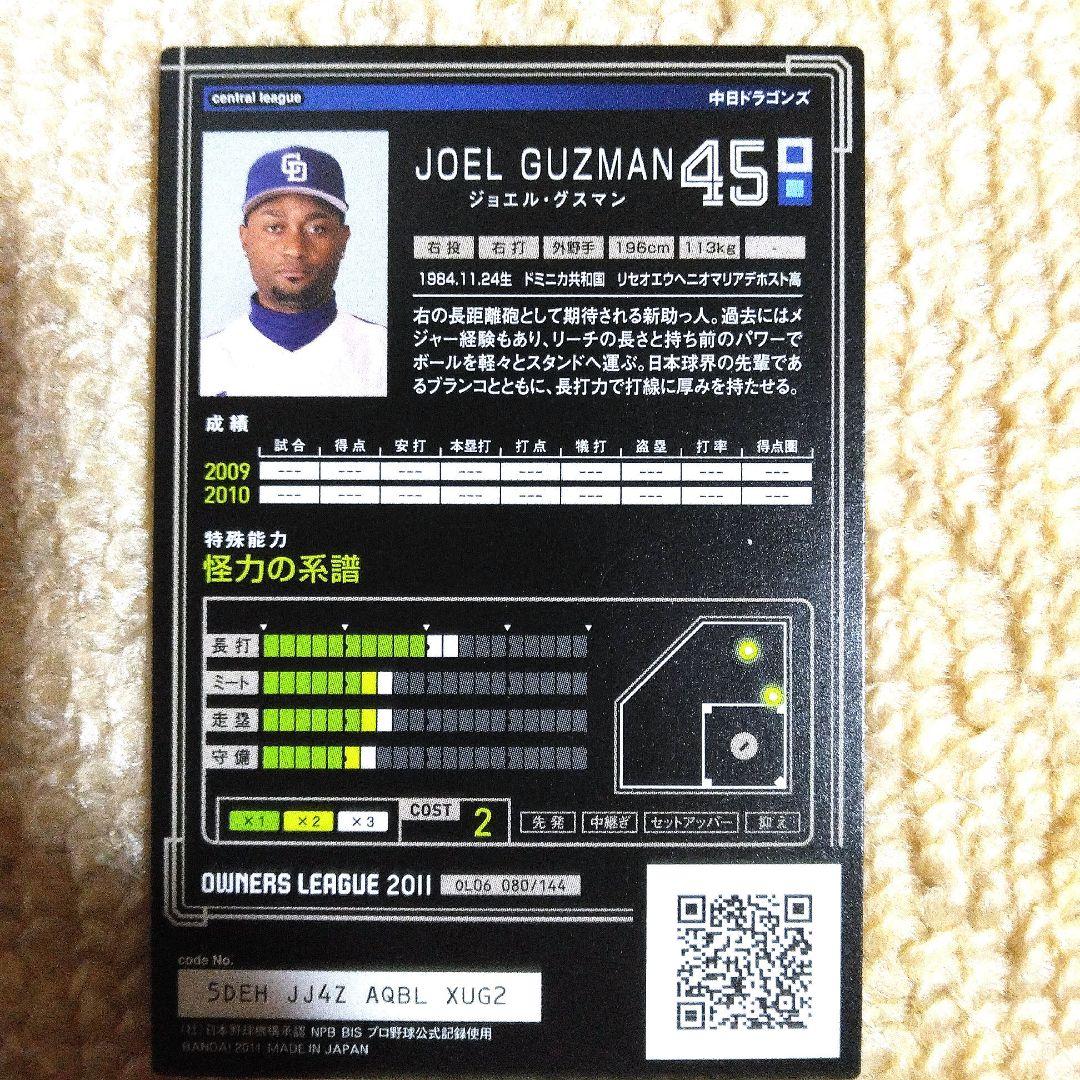 central league
中日ドラゴンズ
GD
JOEL GUZMAN 45
ジョエル・グスマン
右投 右打 外野手 196cm 113kg -
1984.11.24生 ドミニカ共和国 リセオエウヘニオマリアデホスト高
右の長距離砲として期待される新助っ人。過去にはメ
ジャー経験もあり、リーチの長さと持ち前のパワーで
ボールを軽々とスタンドへ運ぶ。日本球界の先輩であ
るブランコとともに、長打力で打線に厚みを持たせる。
成績
試合 得点 安打 本塁打 打点 犠打 盗塁 打率 得点圏
2009 --- --- --- --- --- --- --- --- ---
2010 --- --- --- --- --- --- --- --- ---
特殊能力
怪力の系譜
長打
ミート
走塁
守備
×1 ×2 ×3 COST 2 先発 中継ぎ セットアッパー 抑え
OWNERS LEAGUE 2011 OL06 080/144
code No.
5DEH JJ4Z AQBL XUG2
日本野球機構承認 NPB BIS プロ野球公式記録使用
BANDAI 2011 MADE IN JAPAN